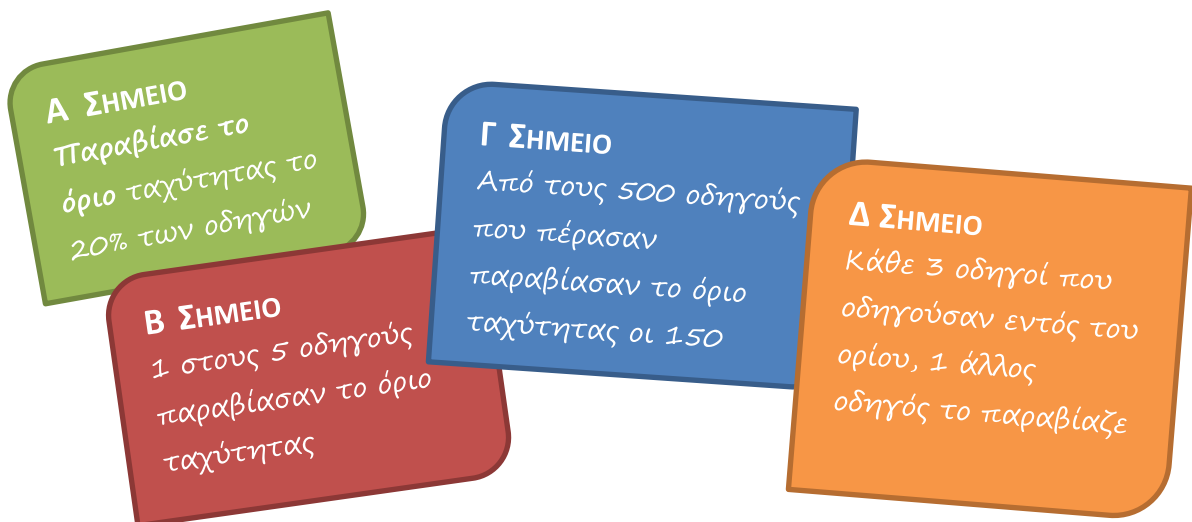 Α Σημειο
Παραβίασε το
όριο ταχύτητας το
20% των οδηγών
Β Σημειο
1 στους 5 οδηγούς
παραβίασαν το όριο
ταχύτητας
Γ Σημειο
Από τους 500 οδηγούς
που πέρασαν
παραβίασαν το όριο
ταχύτητας οι 150
Δ Σημειο
Κάθε 3 οδηγοί που
οδηγούσαν εντός του
ορίου, 1 άλλος
οδηγός το παραβίαζε